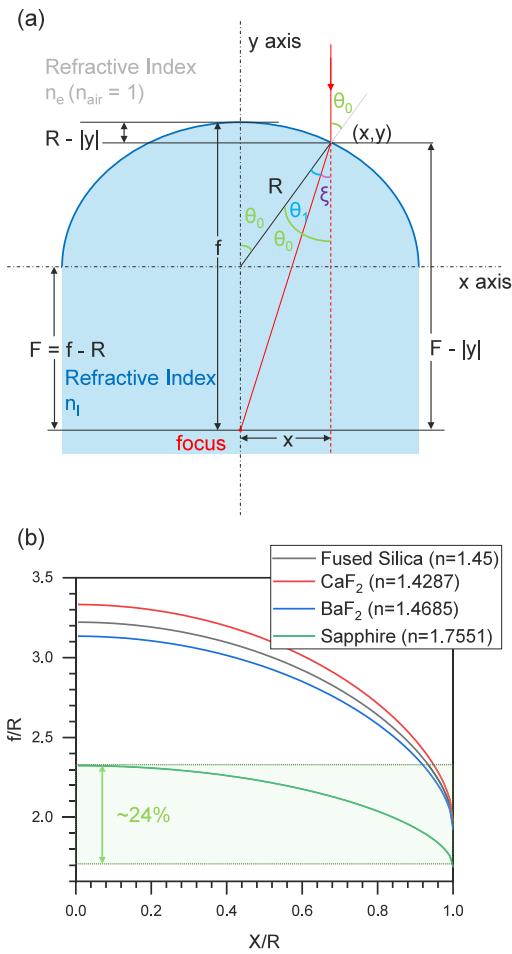 (a)
y axis
Refractive Index
nₑ (n_air = 1)
θ₀
R - |y|
(x,y)
R
ξ
θ₁
θ₀
θ₀
f
x axis
F = f - R
F - |y|
Refractive Index
n_I
focus
x
(b)
Fused Silica (n=1.45)
CaF₂ (n=1.4287)
BaF₂ (n=1.4685)
Sapphire (n=1.7551)
3.5
3.0
2.5
2.0
f/R
~24%
0.0 0.2 0.4 0.6 0.8 1.0
X/R